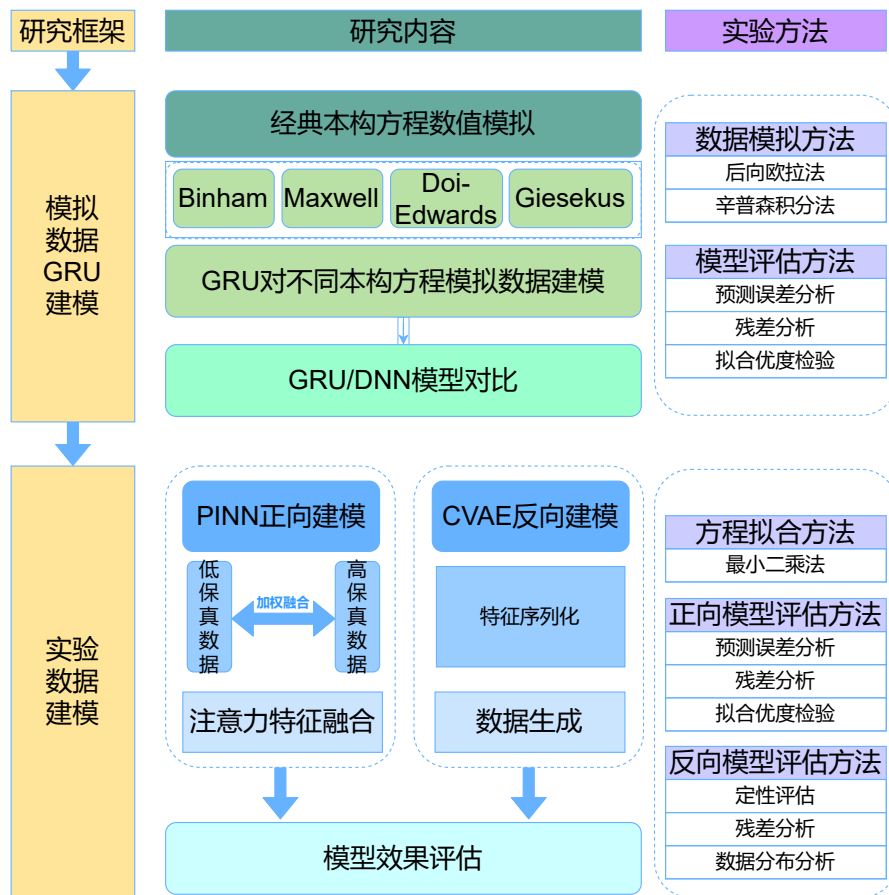 研究框架
研究内容
实验方法
模拟
数据
GRU
建模
经典本构方程数值模拟
Binham
Maxwell
Doi-
Edwards
Giesekus
GRU对不同本构方程模拟数据建模
GRU/DNN模型对比
数据模拟方法
后向欧拉法
辛普森积分法
模型评估方法
预测误差分析
残差分析
拟合优度检验
实验
数据
建模
PINN正向建模
低保真数据
加权融合
高保真数据
注意力特征融合
CVAE反向建模
特征序列化
数据生成
模型效果评估
方程拟合方法
最小二乘法
正向模型评估方法
预测误差分析
残差分析
拟合优度检验
反向模型评估方法
定性评估
残差分析
数据分布分析